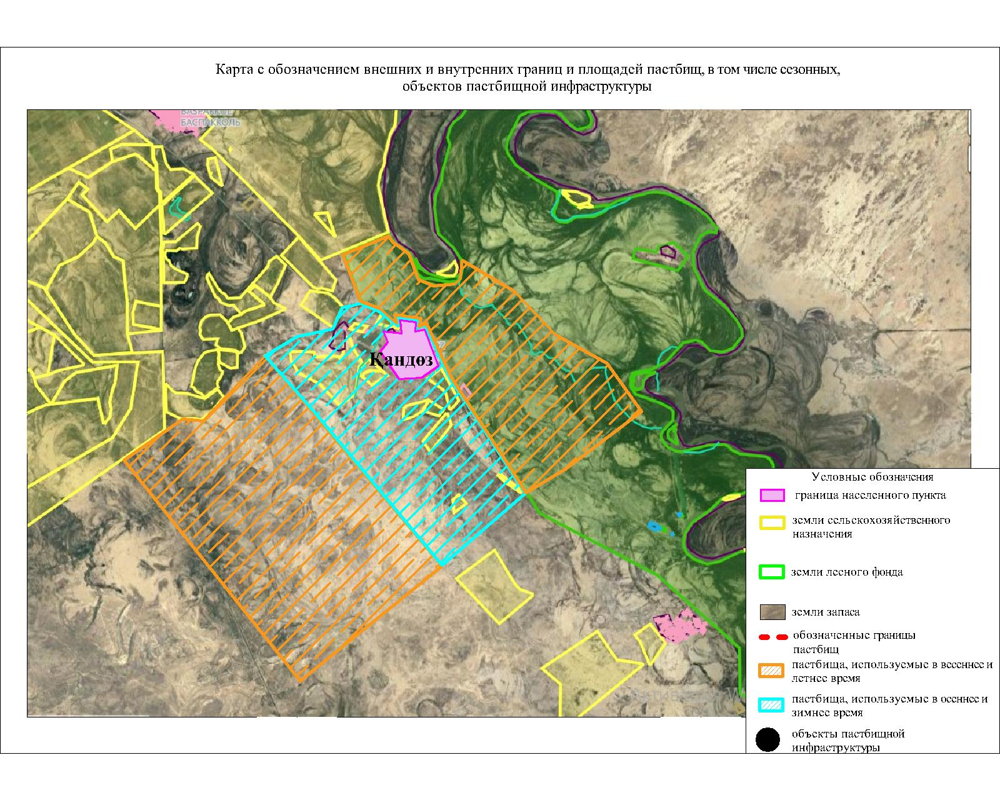 Карта с обозначением внешних и внутренних границ и площадей пастбищ, в том числе сезонных,
объектов пастбищной инфраструктуры
БАСПАККОЛЬ
Қандөз
Условные обозначения
граница населенного пункта
земли сельскохозяйственного
назначения
земли лесного фонда
земли запаса
обозначенные границы
пастбищ
пастбища, используемые в весеннее и
летнее время
пастбища, используемые в осеннее и
зимнее время
объекты пастбищной
инфраструктуры